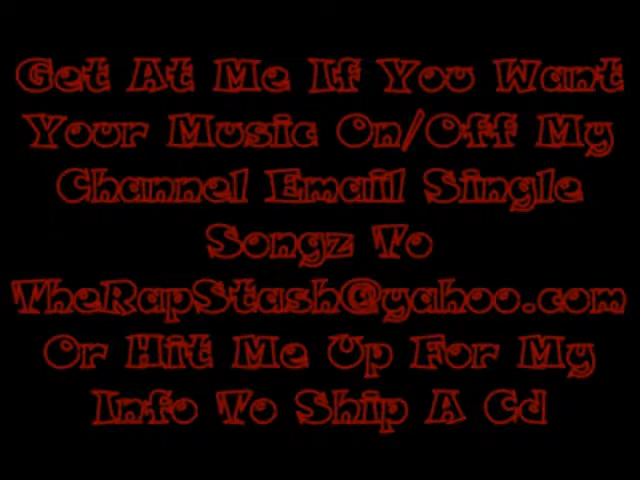 Get At Me If You Want
Your Music On/Off My
Channel Email Single
Songz To
TheRapStash@yahoo.com
Or Hit Me Up For My
Info To Ship A Cd